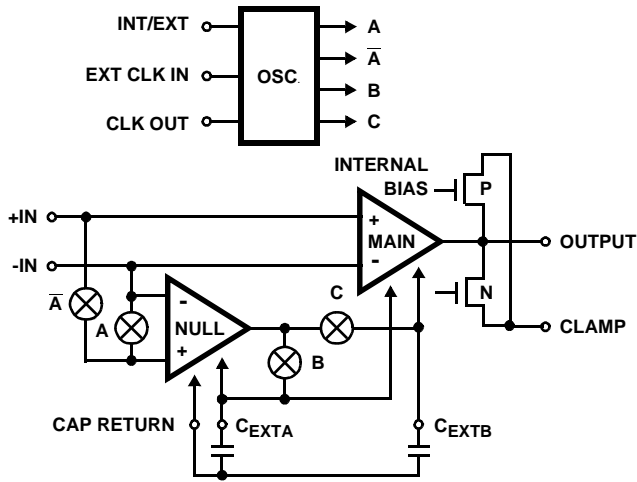 INT/EXT
EXT CLK IN
CLK OUT
OSC.
A
A̅
B
C
INTERNAL
BIAS
P
+IN
+
MAIN
-
OUTPUT
-IN
A̅
A
-
NULL
+
C
B
N
CLAMP
CAP RETURN
CEXTA
CEXTB